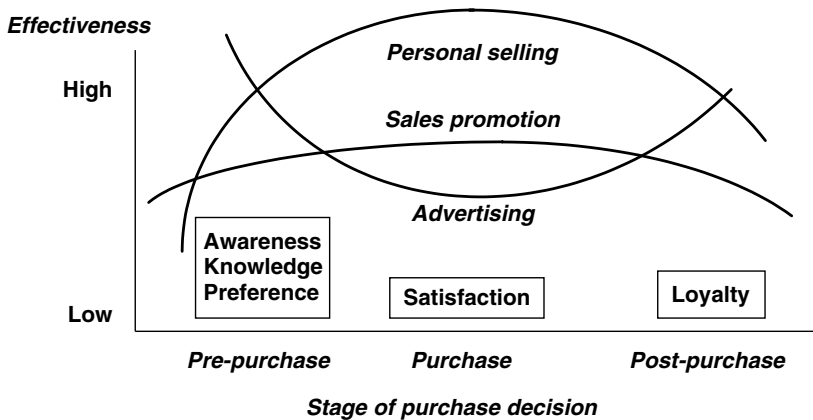 Effectiveness
High
Low
Personal selling
Sales promotion
Advertising
Awareness
Knowledge
Preference
Satisfaction
Loyalty
Pre-purchase
Purchase
Post-purchase
Stage of purchase decision